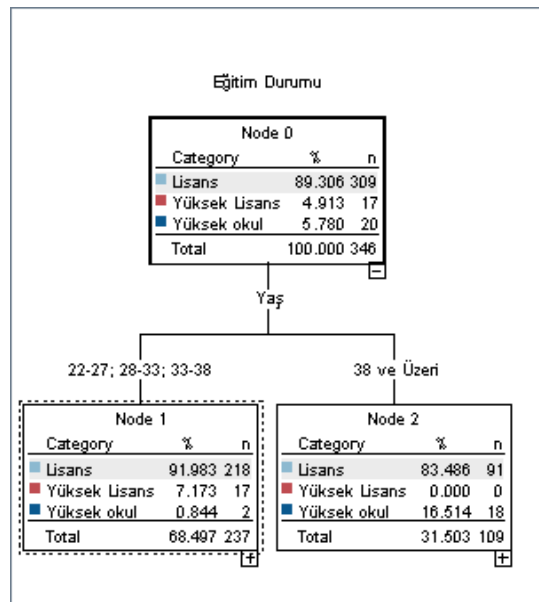 Eğitim Durumu
Node 0
Category % n
Lisans 89.306 309
Yüksek Lisans 4.913 17
Yüksek okul 5.780 20
Total 100.000 346
Yaş
22-27; 28-33; 33-38
Node 1
Category % n
Lisans 91.983 218
Yüksek Lisans 7.173 17
Yüksek okul 0.844 2
Total 68.497 237
38 ve Üzeri
Node 2
Category % n
Lisans 83.486 91
Yüksek Lisans 0.000 0
Yüksek okul 16.514 18
Total 31.503 109